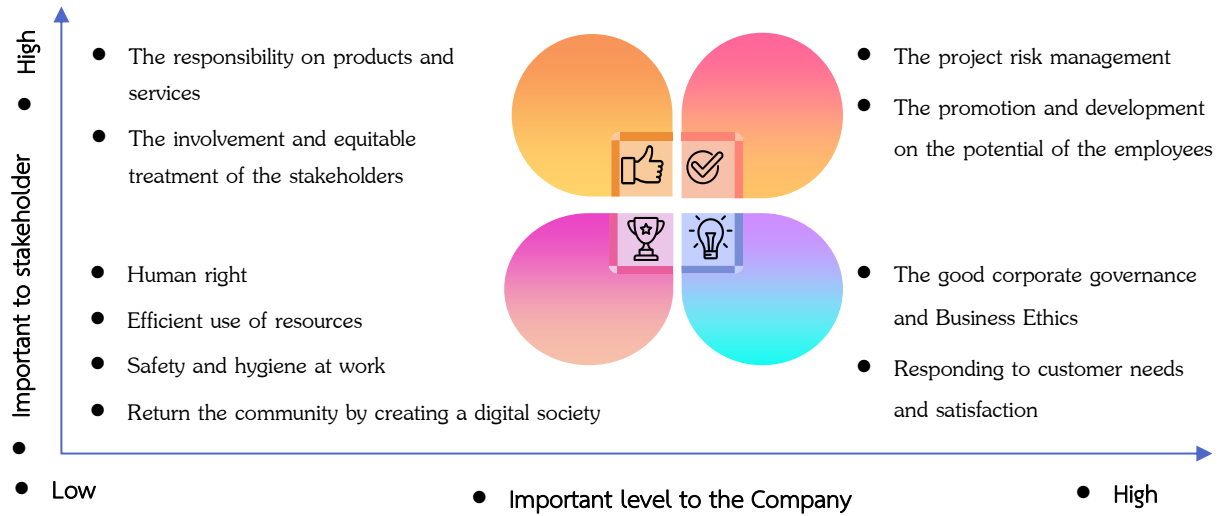 High
Important to stakeholder
The responsibility on products and
services
The involvement and equitable
treatment of the stakeholders
The project risk management
The promotion and development
on the potential of the employees
Human right
Efficient use of resources
Safety and hygiene at work
Return the community by creating a digital society
The good corporate governance
and Business Ethics
Responding to customer needs
and satisfaction
Low
Important level to the Company
High